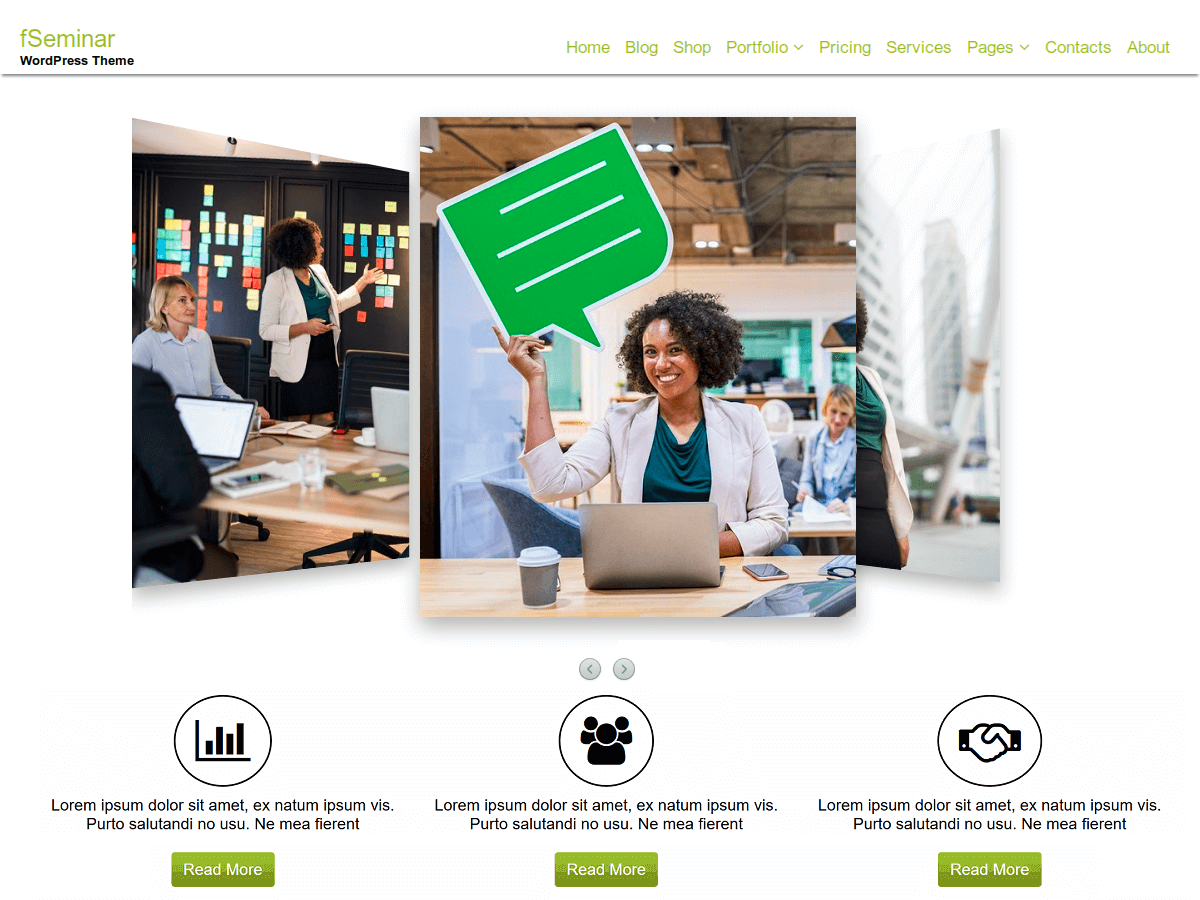 fSeminar
WordPress Theme
Home Blog Shop Portfolio Pricing Services Pages Contacts About
Lorem ipsum dolor sit amet, ex natum ipsum vis.
Purto salutandi no usu. Ne mea fierent
Read More
Lorem ipsum dolor sit amet, ex natum ipsum vis.
Purto salutandi no usu. Ne mea fierent
Read More
Lorem ipsum dolor sit amet, ex natum ipsum vis.
Purto salutandi no usu. Ne mea fierent
Read More